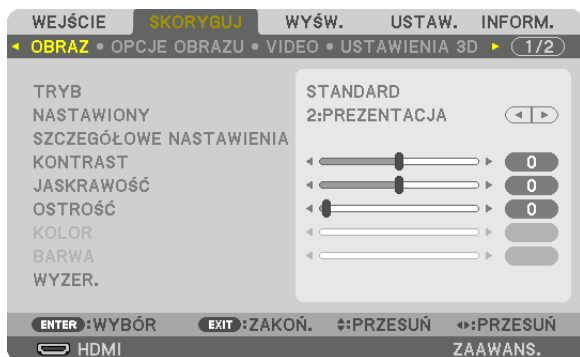 WEJŚCIE SKORYGUJ WYŚW. USTAW. INFORM.
OBRAZ • OPCJE OBRAZU • VIDEO • USTAWIENIA 3D 1/2
TRYB STANDARD
NASTAWIONY 2:PREZENTACJA
SZCZEGÓŁOWE NASTAWIENIA
KONTRAST 0
JASKRAWOŚĆ 0
OSTROŚĆ 0
KOLOR
BARWA
WYZER.
ENTER :WYBÓR EXIT :ZAKOŃ. :PRZESUŃ :PRZESUŃ
HDMI ZAAWANS.